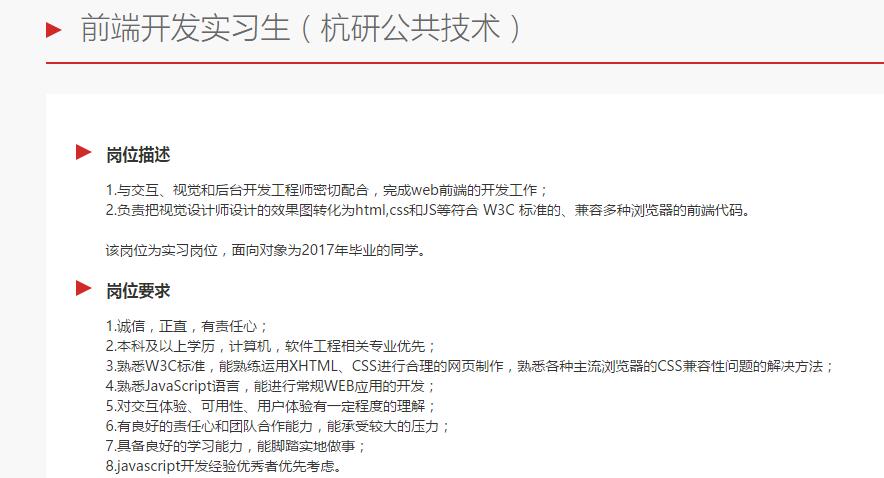 前端开发实习生（杭研公共技术）
岗位描述
1.与交互、视觉和后台开发工程师密切配合，完成web前端的开发工作；
2.负责把视觉设计师设计的效果图转化为html,css和JS等符合 W3C 标准的、兼容多种浏览器的前端代码。
该岗位为实习岗位，面向对象为2017年毕业的同学。
岗位要求
1.诚信，正直，有责任心；
2.本科及以上学历，计算机，软件工程相关专业优先；
3.熟悉W3C标准，能熟练运用XHTML、CSS进行合理的网页制作，熟悉各种主流浏览器的CSS兼容性问题的解决方法；
4.熟悉JavaScript语言，能进行常规WEB应用的开发；
5.对交互体验、可用性、用户体验有一定程度的理解；
6.有良好的责任心和团队合作能力，能承受较大的压力；
7.具备良好的学习能力，能脚踏实地做事；
8.javascript开发经验优秀者优先考虑。